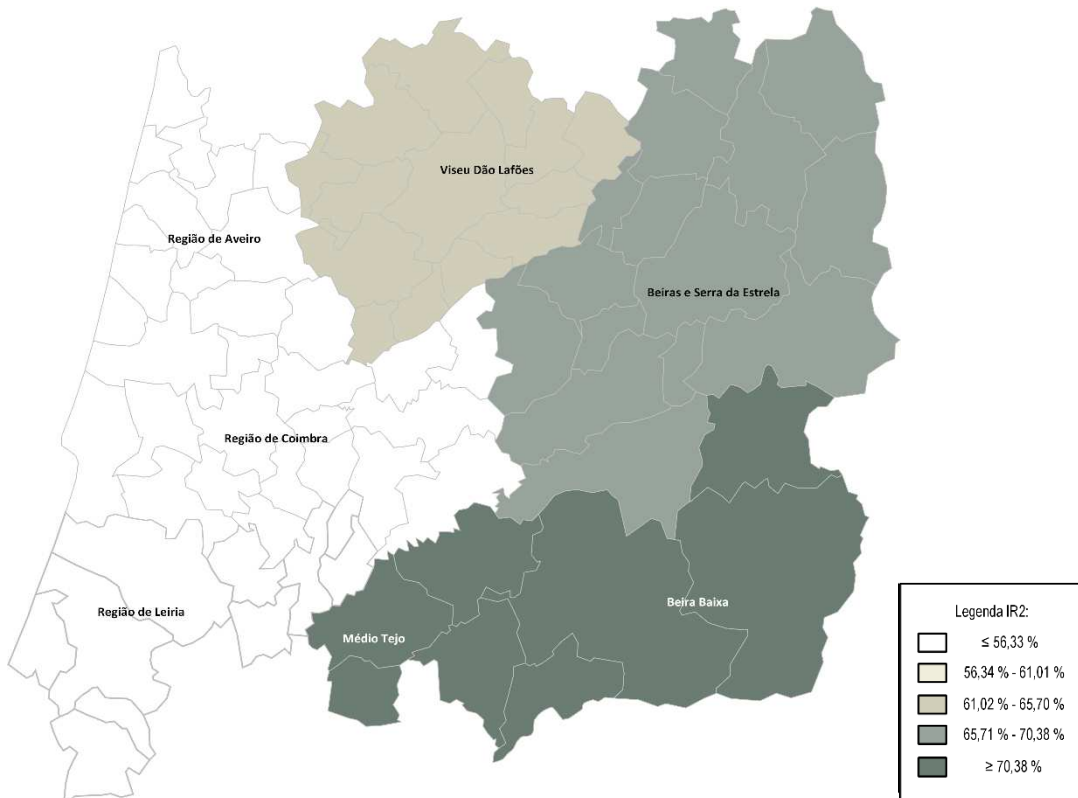 Viseu Dão Lafões
Região de Aveiro
Beiras e Serra da Estrela
Região de Coimbra
Região de Leiria
Médio Tejo
Beira Baixa
Legenda IR2:
≤ 56,33 %
56,34 % - 61,01 %
61,02 % - 65,70 %
65,71 % - 70,38 %
≥ 70,38 %